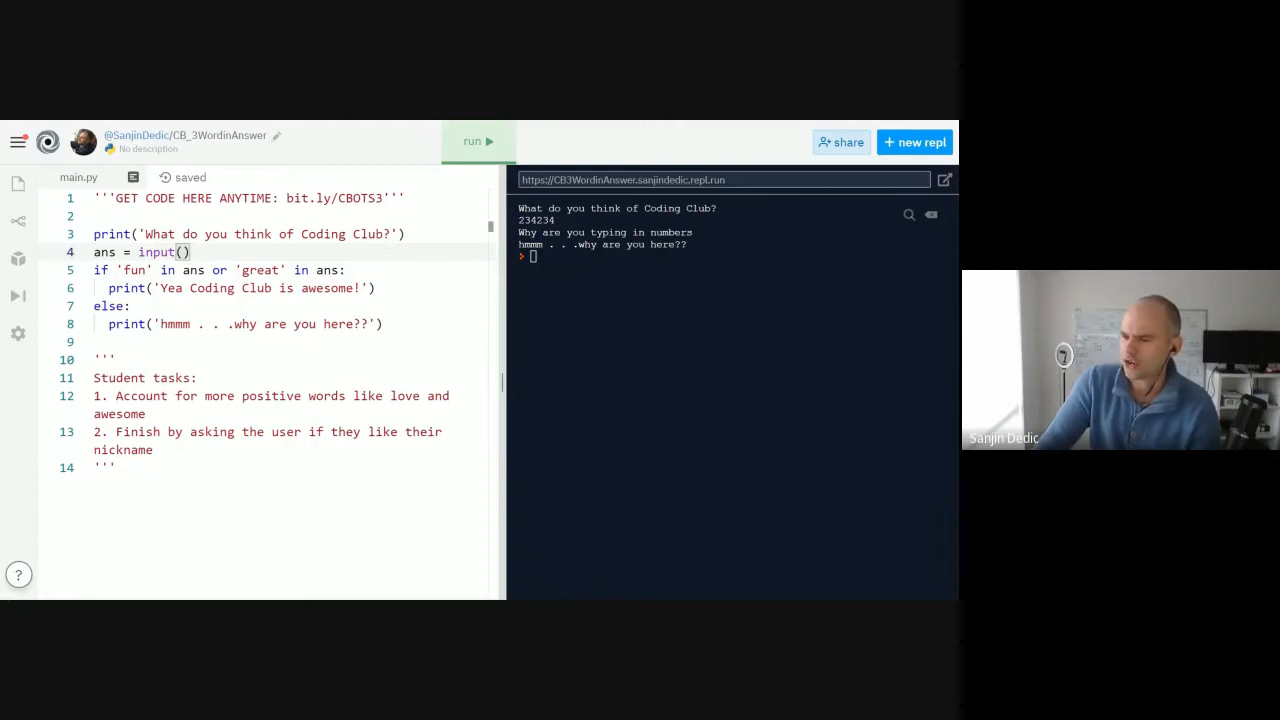 @SanjinDedic/CB_3WordinAnswer
No description
run
share
+ new repl
main.py
saved
https://CB3WordinAnswer.sanjindedic.repl.run
1 '''GET CODE HERE ANYTIME: bit.ly/CBOTS3'''
2
3 print('What do you think of Coding Club?')
4 ans = input()
5 if 'fun' in ans or 'great' in ans:
6 print('Yea Coding Club is awesome!')
7 else:
8 print('hmmm . . .why are you here??')
9
10 '''
11 Student tasks:
12 1. Account for more positive words like love and
awesome
13 2. Finish by asking the user if they like their
nickname
14 '''
?
What do you think of Coding Club?
234234
Why are you typing in numbers
hmmm . . .why are you here??
>
Sanjin Dedic